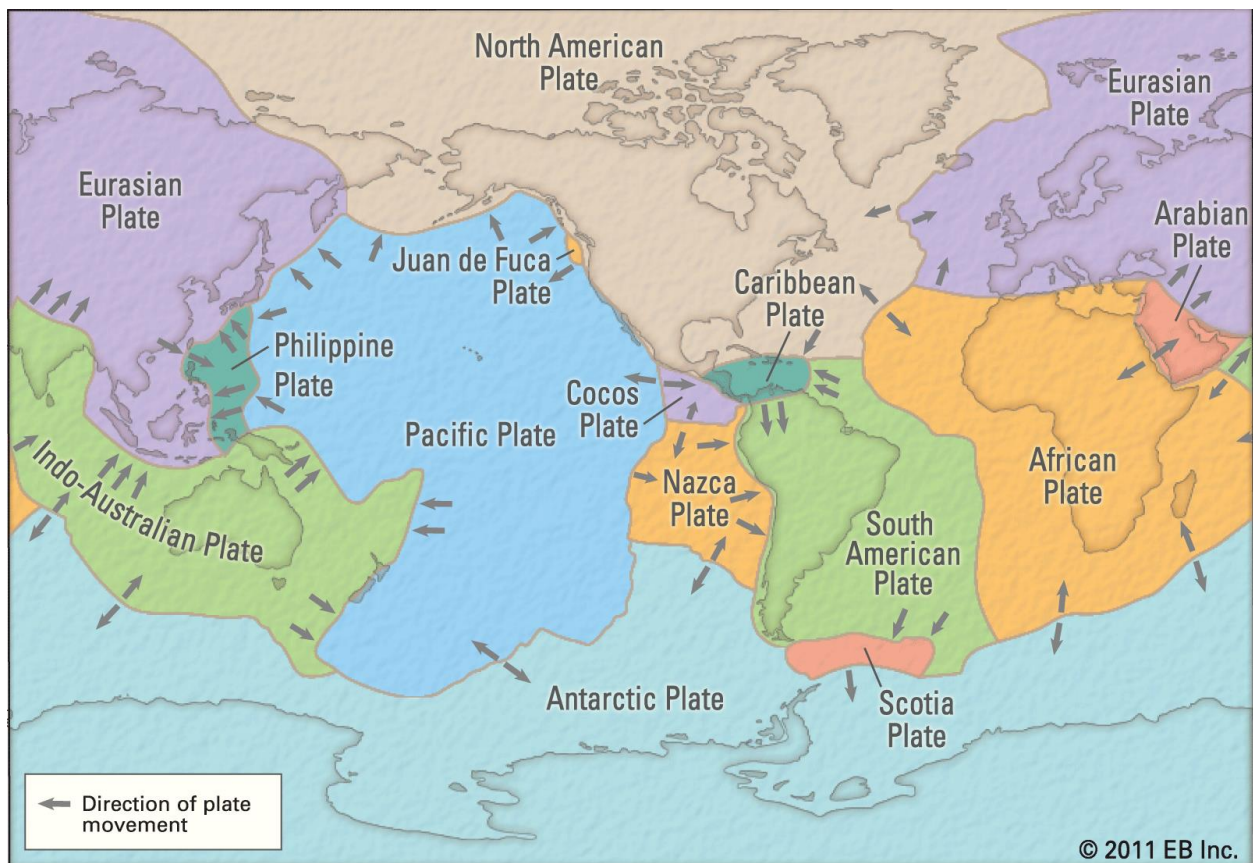 North American
Plate
Eurasian
Plate
Eurasian
Plate
Arabian
Plate
Juan de Fuca
Plate
Caribbean
Plate
Philippine
Plate
Cocos
Plate
Pacific Plate
Indo-Australian Plate
Nazca
Plate
African
Plate
South
American
Plate
Antarctic Plate
Scotia
Plate
Direction of plate
movement
© 2011 EB Inc.